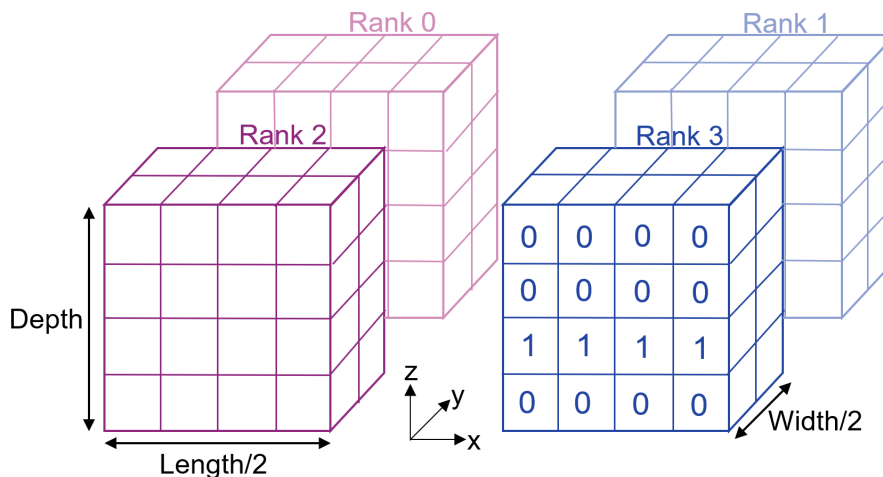 Rank 0
Rank 1
Rank 2
Rank 3
0 0 0 0
0 0 0 0
1 1 1 1
0 0 0 0
Depth
z
y
x
Width/2
Length/2